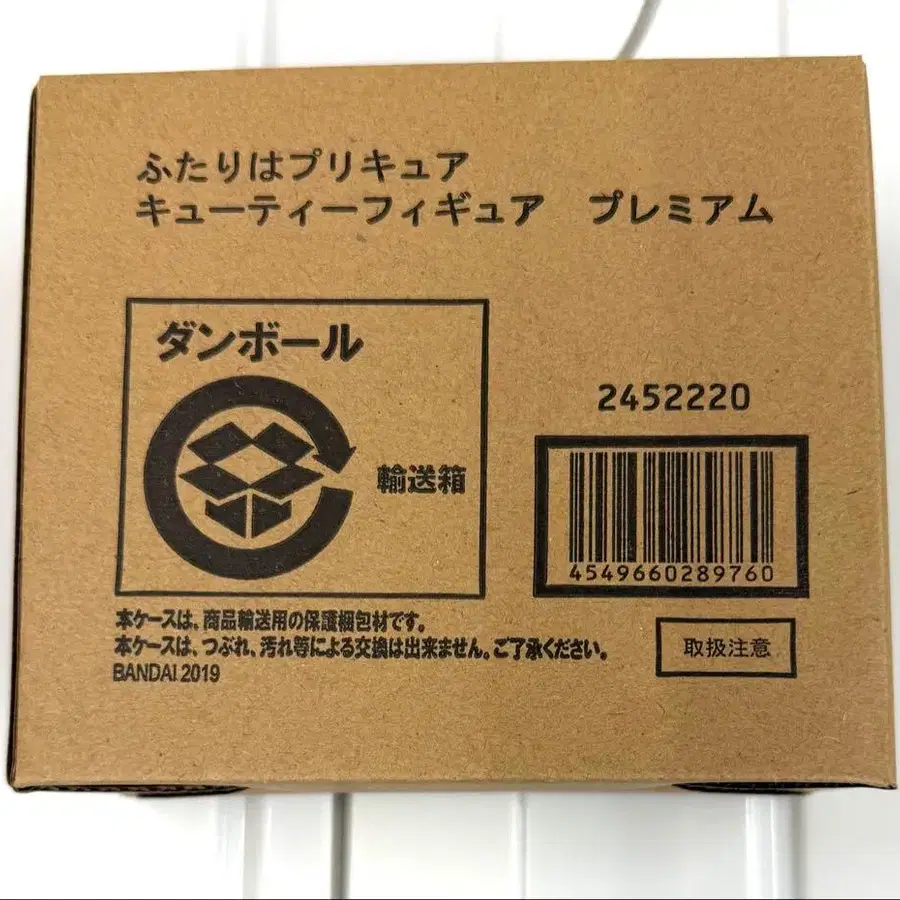 ふたりはプリキュア
キューティーフィギュア　プレミアム
ダンボール
輸送箱
2452220
4549660289760
本ケースは、商品輸送用の保護梱包材です。
本ケースは、つぶれ、汚れ等による交換は出来ません。ご了承ください。
BANDAI 2019
取扱注意